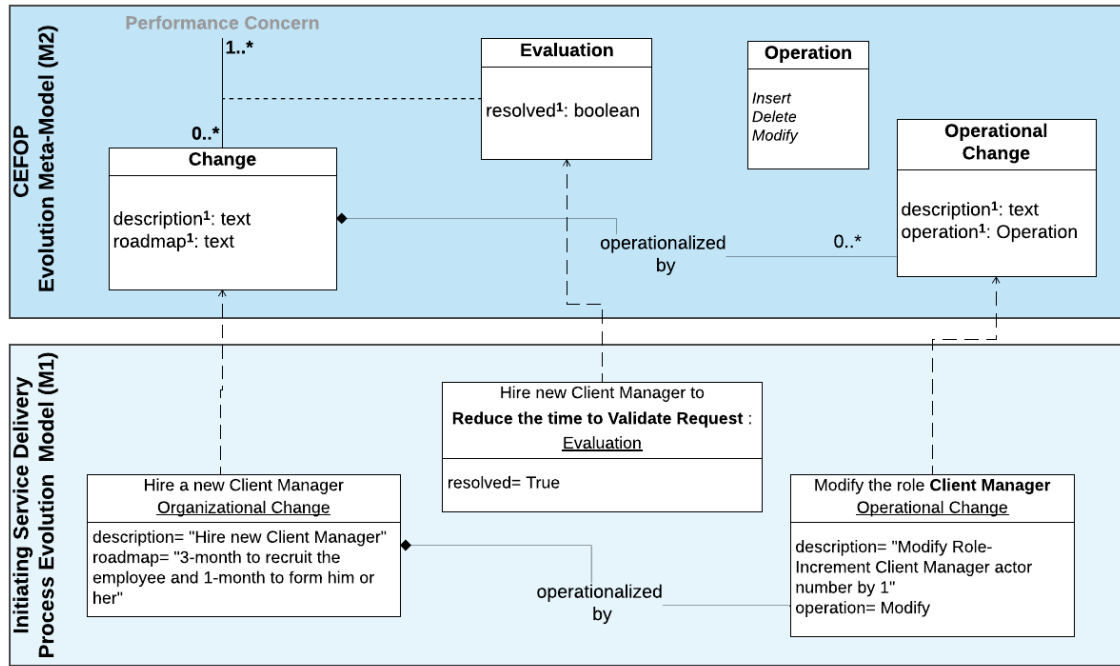 CEFOP
Evolution Meta-Model (M2)
Performance Concern
1..*
0..*
Change
description¹: text
roadmap¹: text
Evaluation
resolved¹: boolean
Operation
Insert
Delete
Modify
Operational
Change
description¹: text
operation¹: Operation
operationalized
by
0..*
Initiating Service Delivery
Process Evolution Model (M1)
Hire new Client Manager to
Reduce the time to Validate Request :
Evaluation
resolved= True
Hire a new Client Manager
Organizational Change
description= "Hire new Client Manager"
roadmap= "3-month to recruit the
employee and 1-month to form him or
her"
operationalized
by
Modify the role Client Manager
Operational Change
description= "Modify Role-
Increment Client Manager actor
number by 1"
operation= Modify